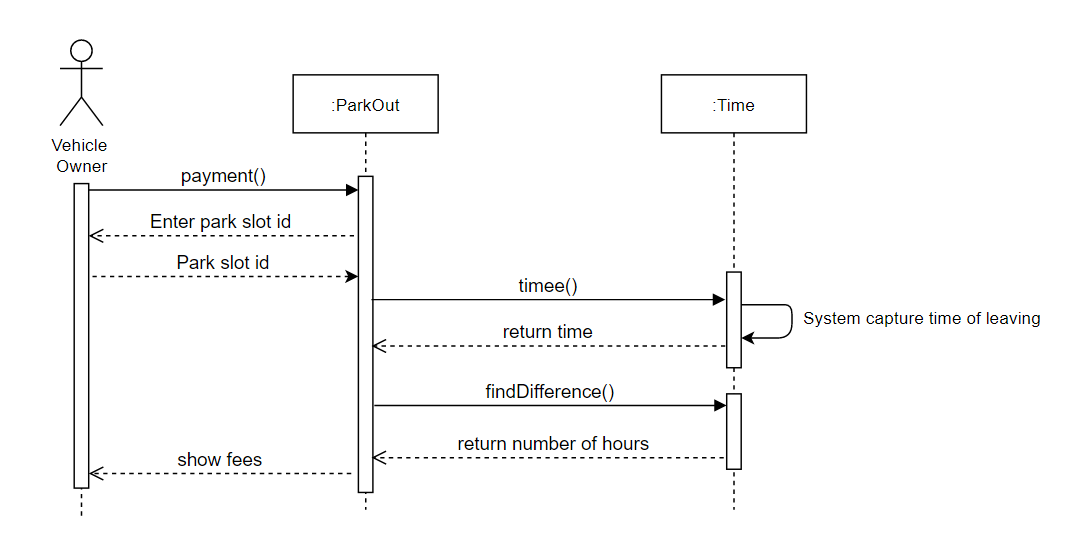 :ParkOut
:Time
Vehicle
Owner
payment()
Enter park slot id
Park slot id
timee()
System capture time of leaving
return time
findDifference()
return number of hours
show fees